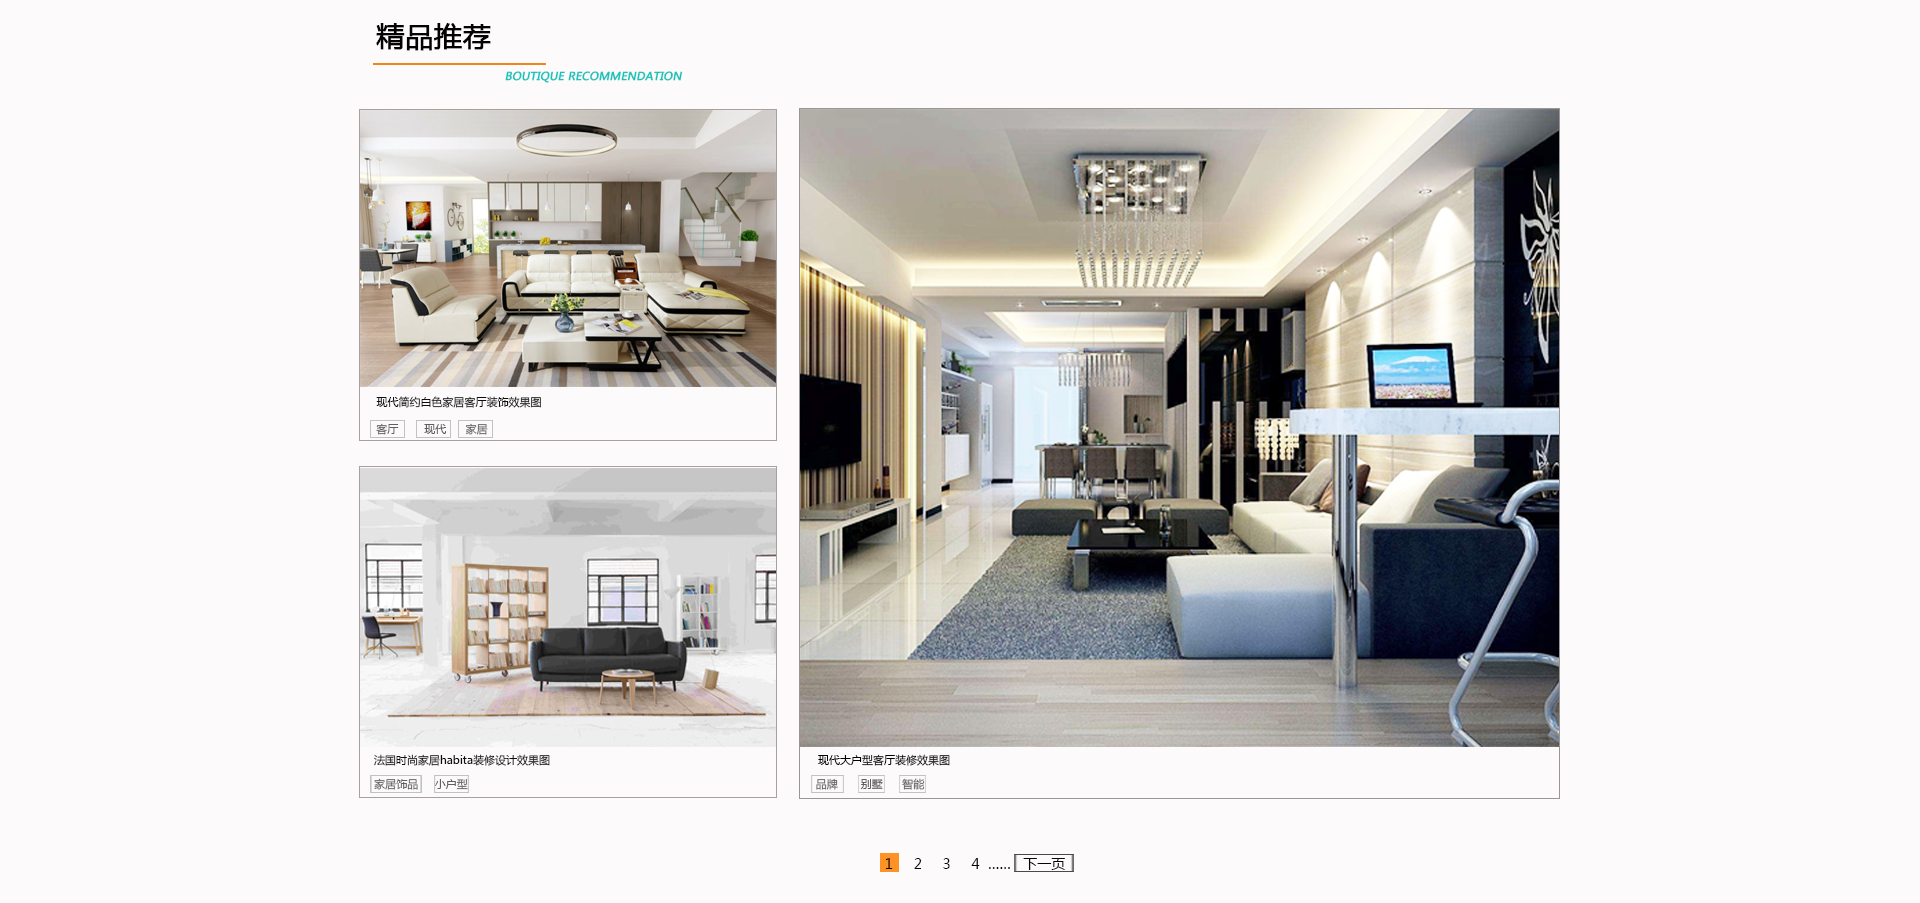 精品推荐
BOUTIQUE RECOMMENDATION
现代简约白色家居客厅装饰效果图
客厅 现代 家居
法国时尚家居habita装修设计效果图
家居饰品 小户型
现代大户型客厅装修效果图
品牌 别墅 智能
1 2 3 4 ...... 下一页